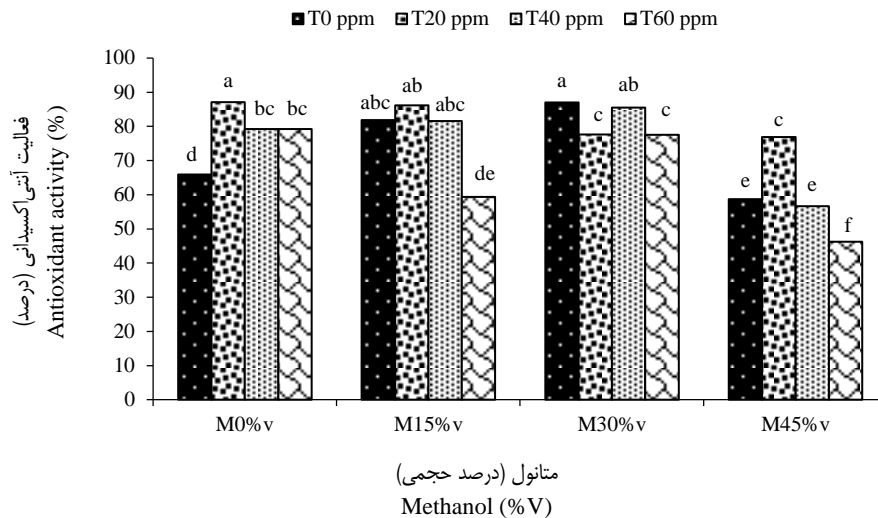 T0 ppm T20 ppm T40 ppm T60 ppm
فعالیت آنتی‌اکسیدانی (درصد)
Antioxidant activity (%)
100
90
80
70
60
50
40
30
20
10
0
d a bc bc
abc ab abc de
a c ab c
e c e f
M0%v M15%v M30%v M45%v
متانول (درصد حجمی)
Methanol (%V)